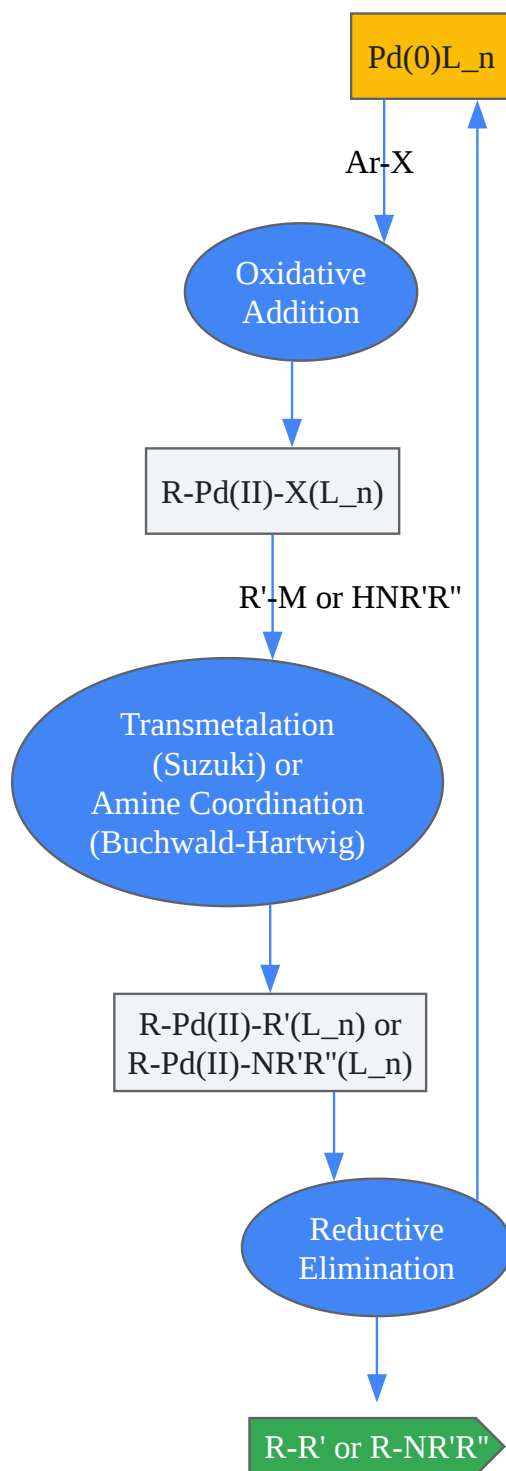 Pd(0)L_n
Ar-X
Oxidative
Addition
R-Pd(II)-X(L_n)
R'-M or HNR'R"
Transmetalation
(Suzuki) or
Amine Coordination
(Buchwald-Hartwig)
R-Pd(II)-R'(L_n) or
R-Pd(II)-NR'R"(L_n)
Reductive
Elimination
R-R' or R-NR'R"